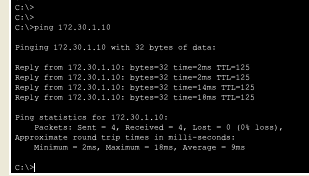 C:\>
C:\>
C:\>ping 172.30.1.10
Pinging 172.30.1.10 with 32 bytes of data:
Reply from 172.30.1.10: bytes=32 time=2ms TTL=125
Reply from 172.30.1.10: bytes=32 time=2ms TTL=125
Reply from 172.30.1.10: bytes=32 time=14ms TTL=125
Reply from 172.30.1.10: bytes=32 time=18ms TTL=125
Ping statistics for 172.30.1.10:
Packets: Sent = 4, Received = 4, Lost = 0 (0% loss),
Approximate round trip times in milli-seconds:
Minimum = 2ms, Maximum = 18ms, Average = 9ms
C:\>